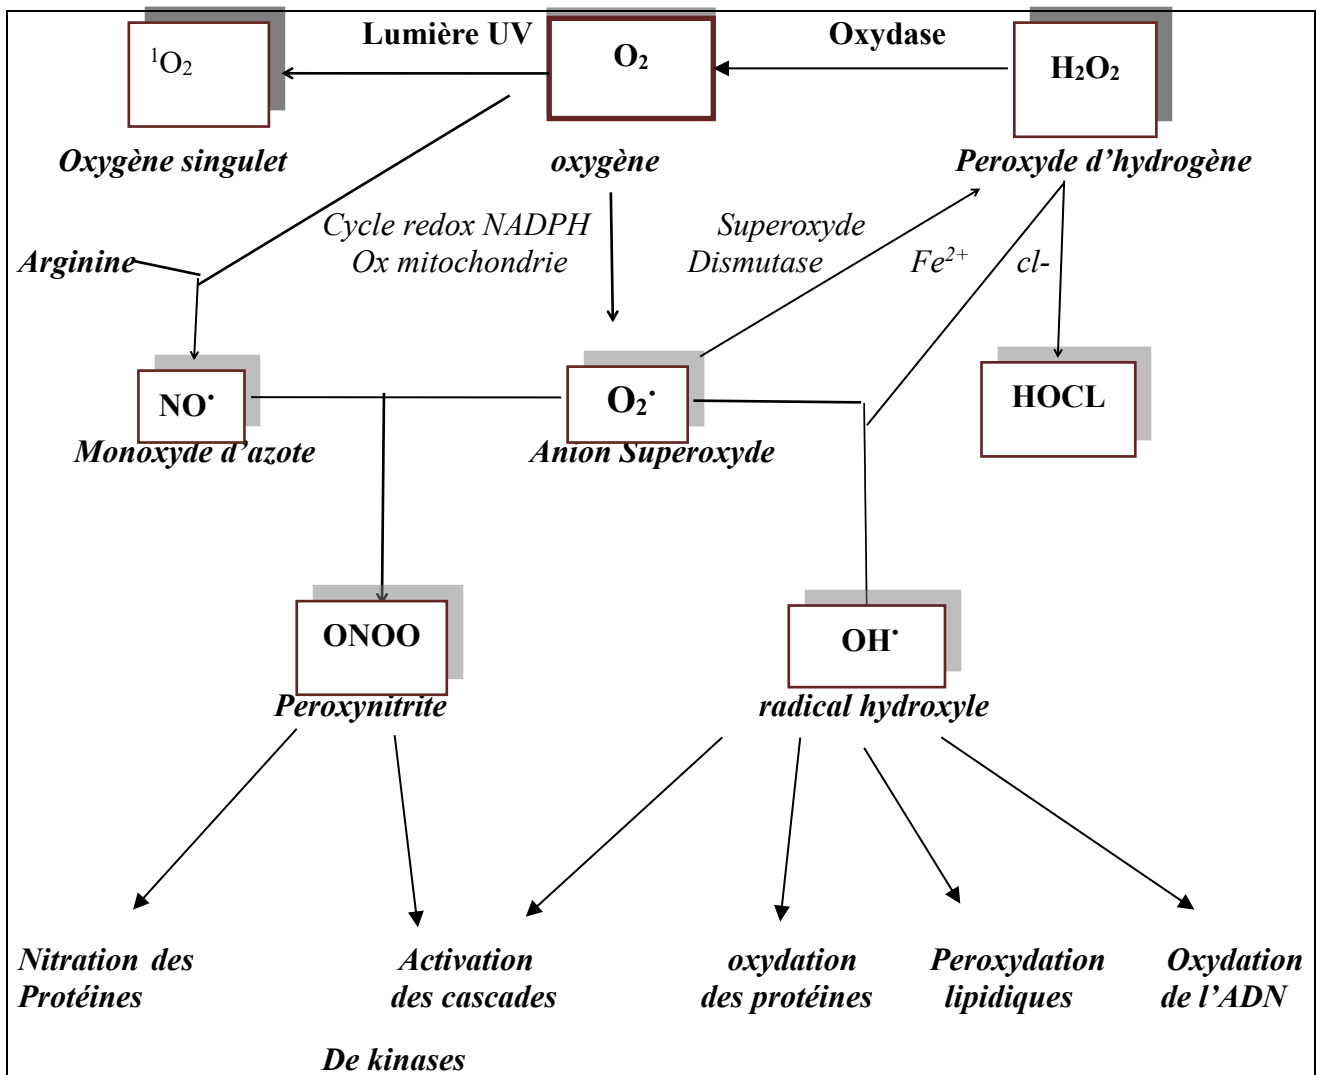 Lumière UV
Oxydase
¹O₂
O₂
H₂O₂
Oxygène singulet
oxygène
Peroxyde d’hydrogène
Cycle redox NADPH
Ox mitochondrie
Superoxyde
Dismutase
Arginine
Fe²⁺
cl-
NO•
O₂•
HOCL
Monoxyde d’azote
Anion Superoxyde
ONOO
OH•
Peroxynitrite
radical hydroxyle
Nitration des
Protéines
Activation
des cascades
De kinases
oxydation
des protéines
Peroxydation
lipidiques
Oxydation
de l’ADN